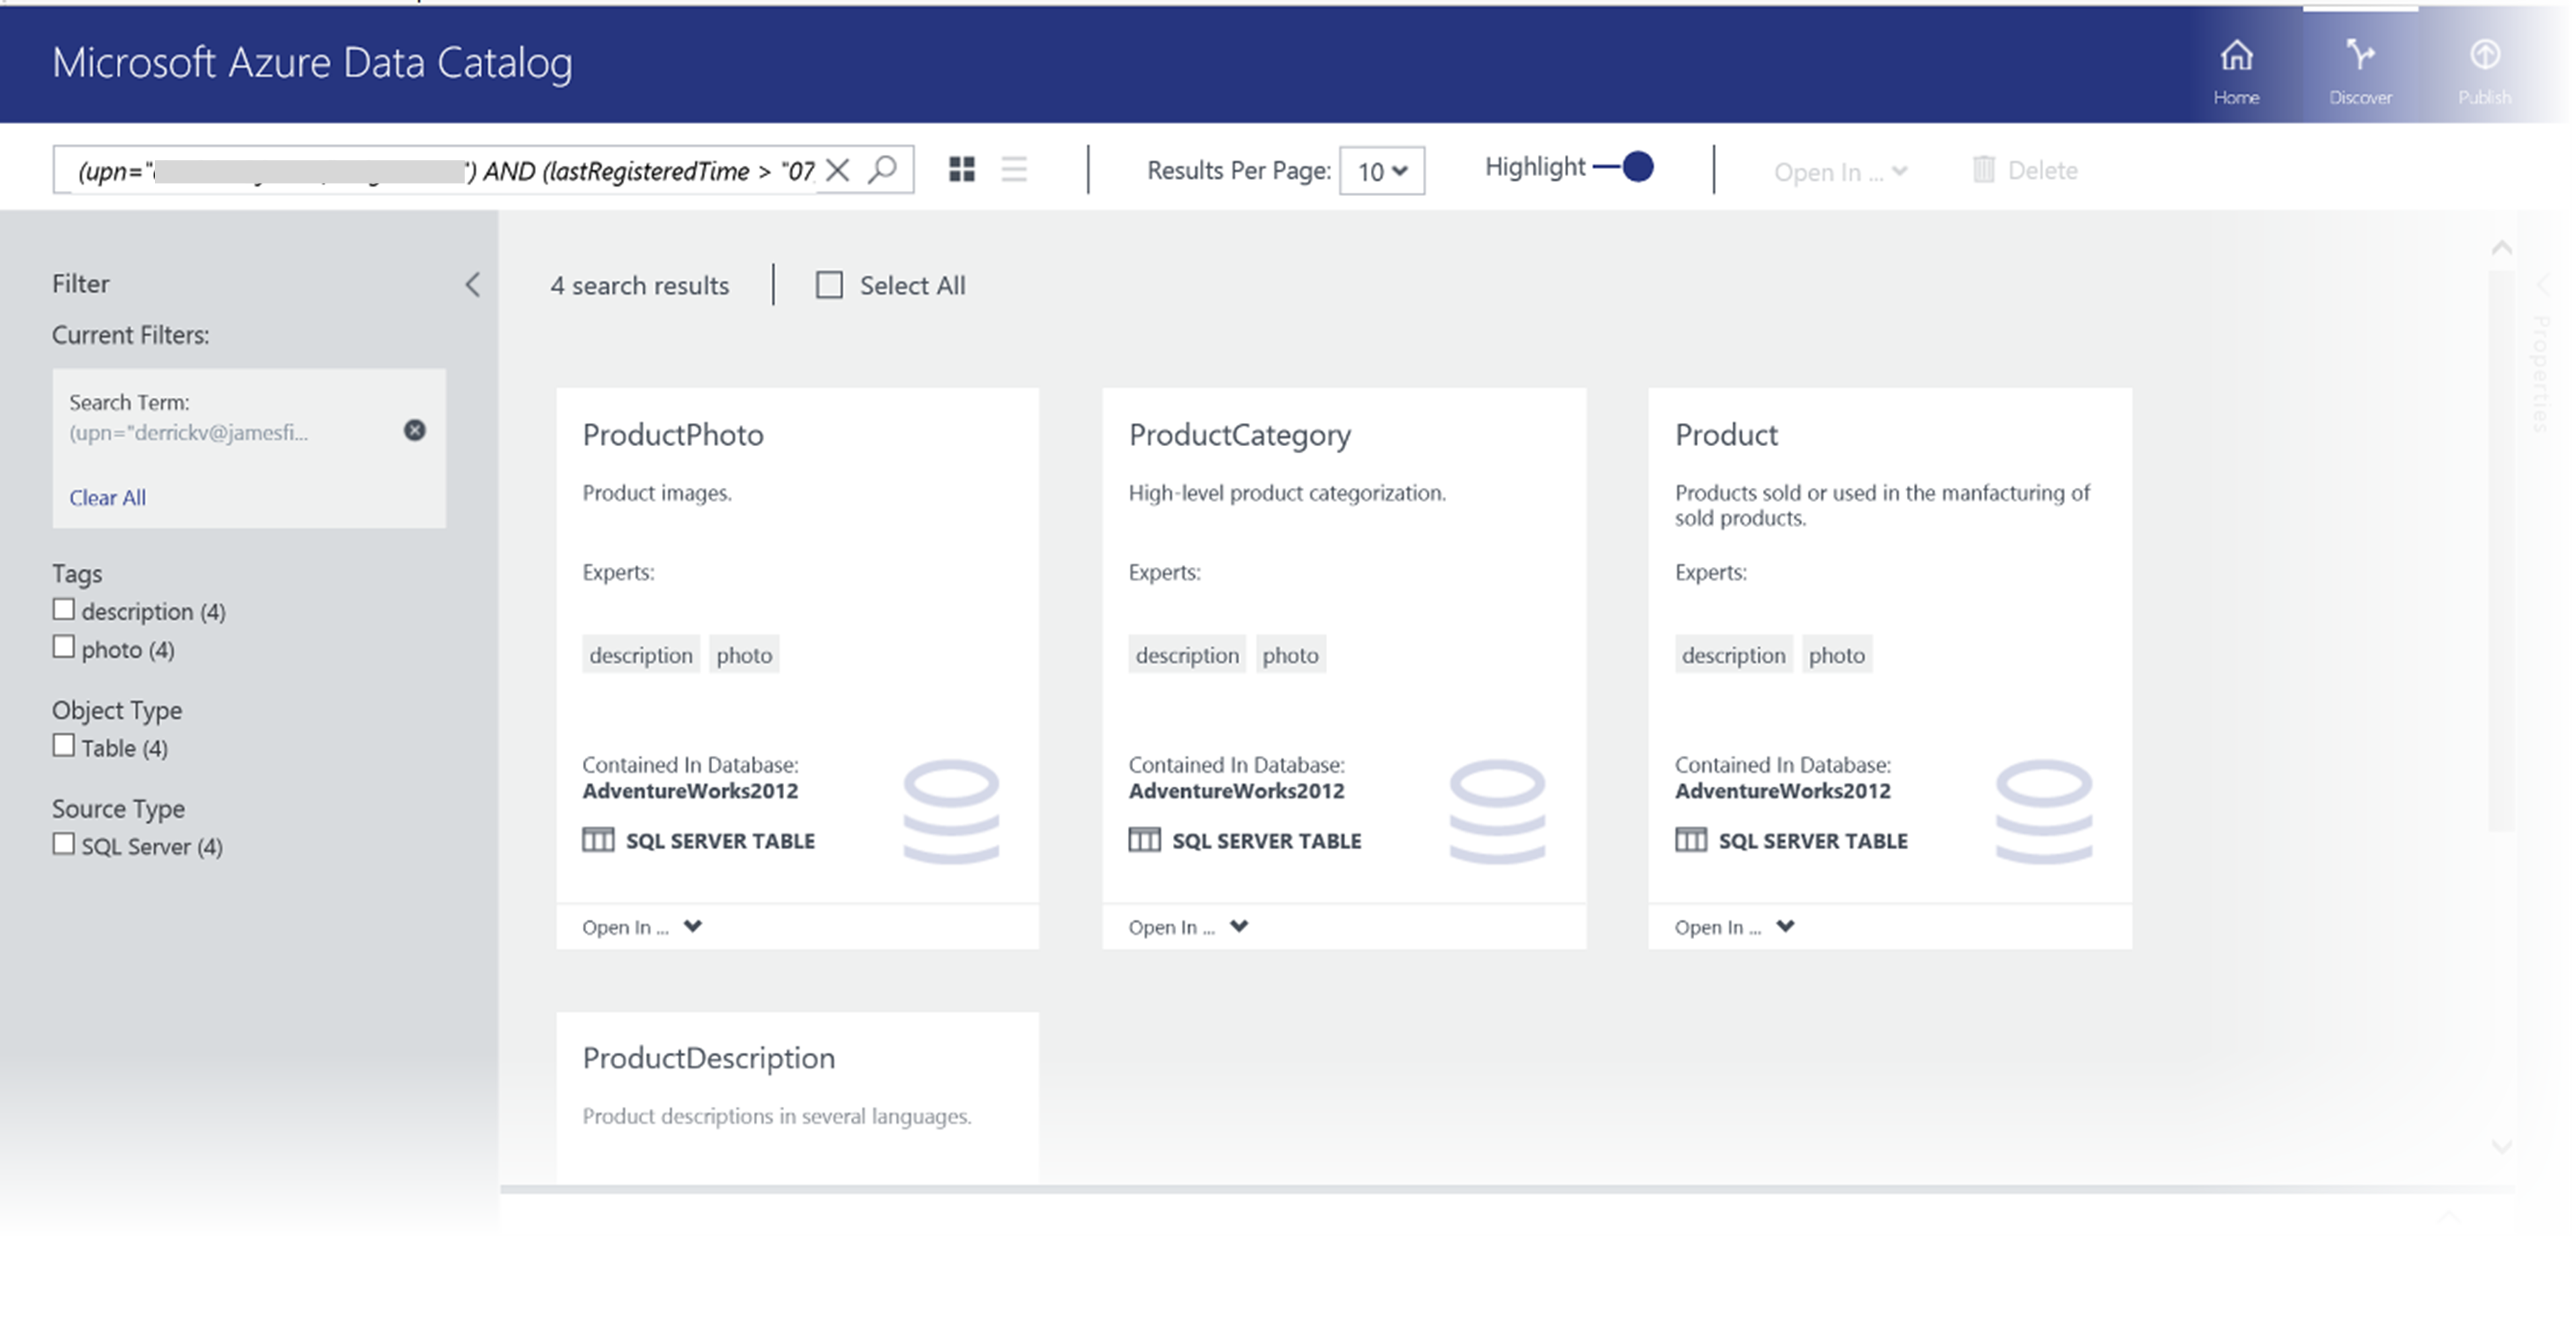 Microsoft Azure Data Catalog
Home
Discover
Publish
(upn=" ") AND (lastRegisteredTime > "07
Results Per Page: 10
Highlight
Open In ...
Delete
Filter
Current Filters:
Search Term:
(upn="derrickv@jamesfi...
Clear All
Tags
description (4)
photo (4)
Object Type
Table (4)
Source Type
SQL Server (4)
4 search results
Select All
ProductPhoto
Product images.
Experts:
description photo
Contained In Database:
AdventureWorks2012
SQL SERVER TABLE
Open In ...
ProductCategory
High-level product categorization.
Experts:
description photo
Contained In Database:
AdventureWorks2012
SQL SERVER TABLE
Open In ...
Product
Products sold or used in the manfacturing of
sold products.
Experts:
description photo
Contained In Database:
AdventureWorks2012
SQL SERVER TABLE
Open In ...
ProductDescription
Product descriptions in several languages.
Properties